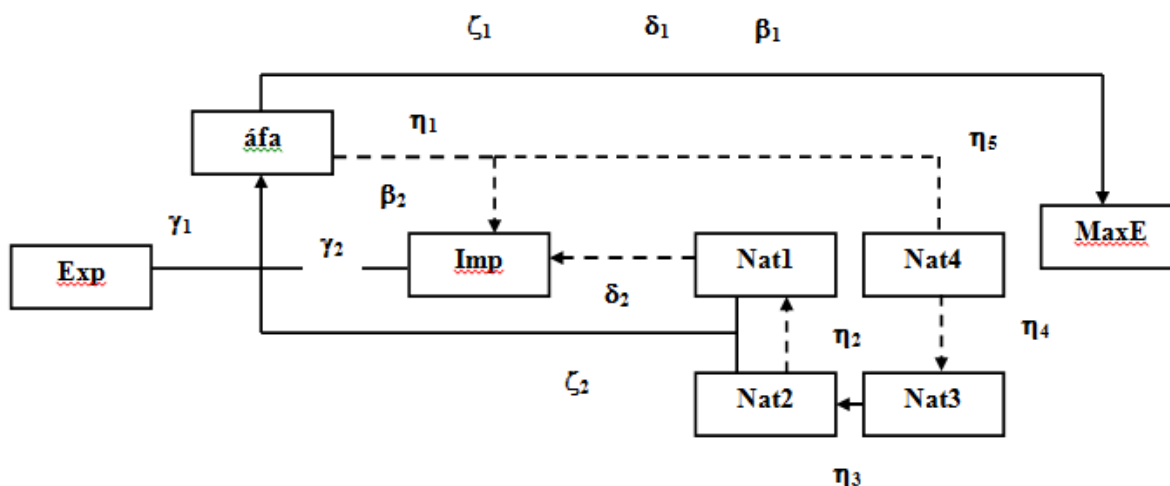 ζ1 δ1 β1
áfa
η1
η5
β2
γ1
γ2
Exp
Imp
Nat1
Nat4
MaxE
δ2
η2
η4
ζ2
Nat2
Nat3
η3